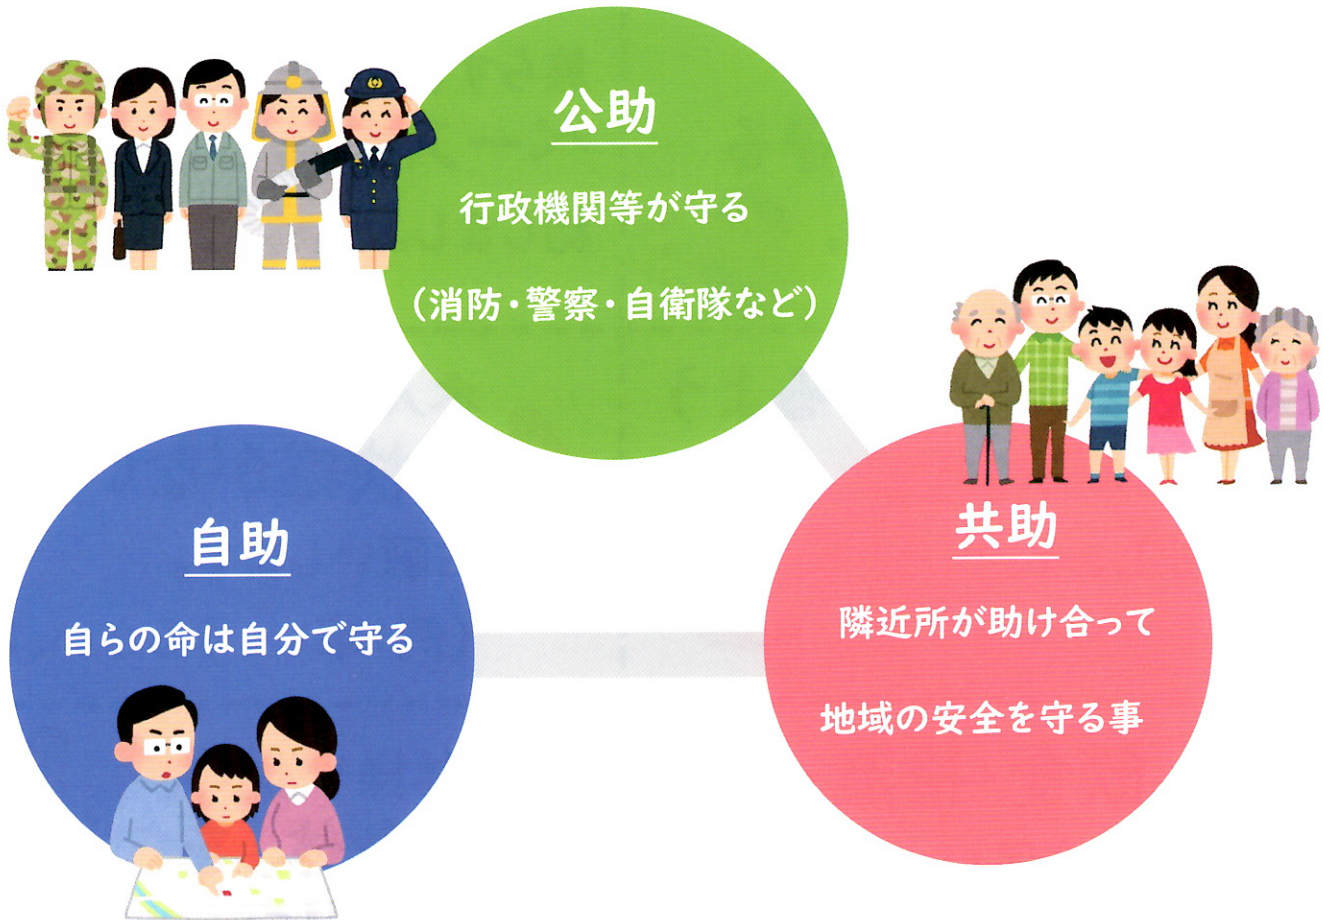 公助
行政機関等が守る
（消防・警察・自衛隊など）
自助
自らの命は自分で守る
共助
隣近所が助け合って
地域の安全を守る事